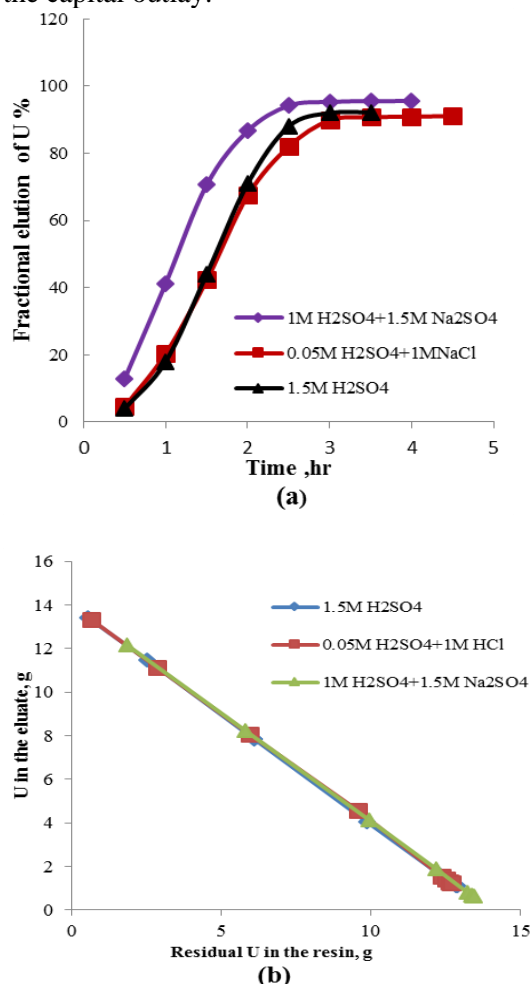 the capital outlay.
120
100
80
60
40
20
0
Fractional elution of U %
1M H2SO4+1.5M Na2SO4
0.05M H2SO4+1MNaCl
1.5M H2SO4
0 1 2 3 4 5
Time ,hr
(a)
16
14
12
10
8
6
4
2
0
U in the eluate, g
1.5M H2SO4
0.05M H2SO4+1M HCl
1M H2SO4+1.5M Na2SO4
0 5 10 15
Residual U in the resin, g
(b)